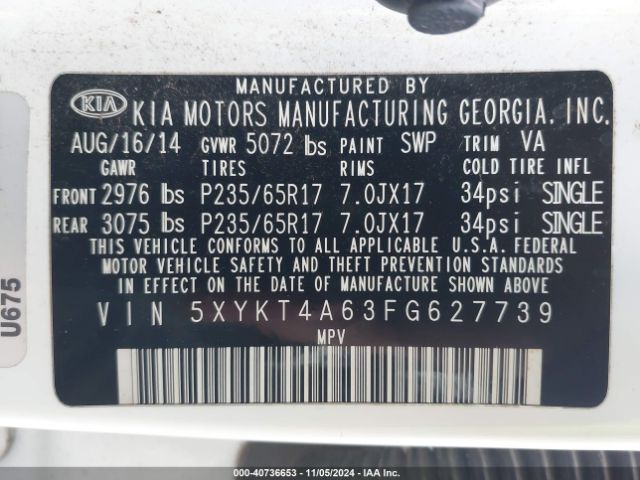 MANUFACTURED BY
KIA KIA MOTORS MANUFACTURING GEORGIA, INC.
AUG/16/14 GVWR 5072 lbs PAINT SWP TRIM VA
GAWR TIRES RIMS COLD TIRE INFL
FRONT 2976 lbs P235/65R17 7.0JX17 34psi SINGLE
REAR 3075 lbs P235/65R17 7.0JX17 34psi SINGLE
THIS VEHICLE CONFORMS TO ALL APPLICABLE U.S.A. FEDERAL
MOTOR VEHICLE SAFETY BUMPER, AND THEFT PREVENTION STANDARDS
IN EFFECT ON THE DATE OF MANUFACTURE SHOWN ABOVE.
VIN 5XYKT4A63FG627739
MPV
U675
000-40736653 - 11/05/2024 - IAAI.COM